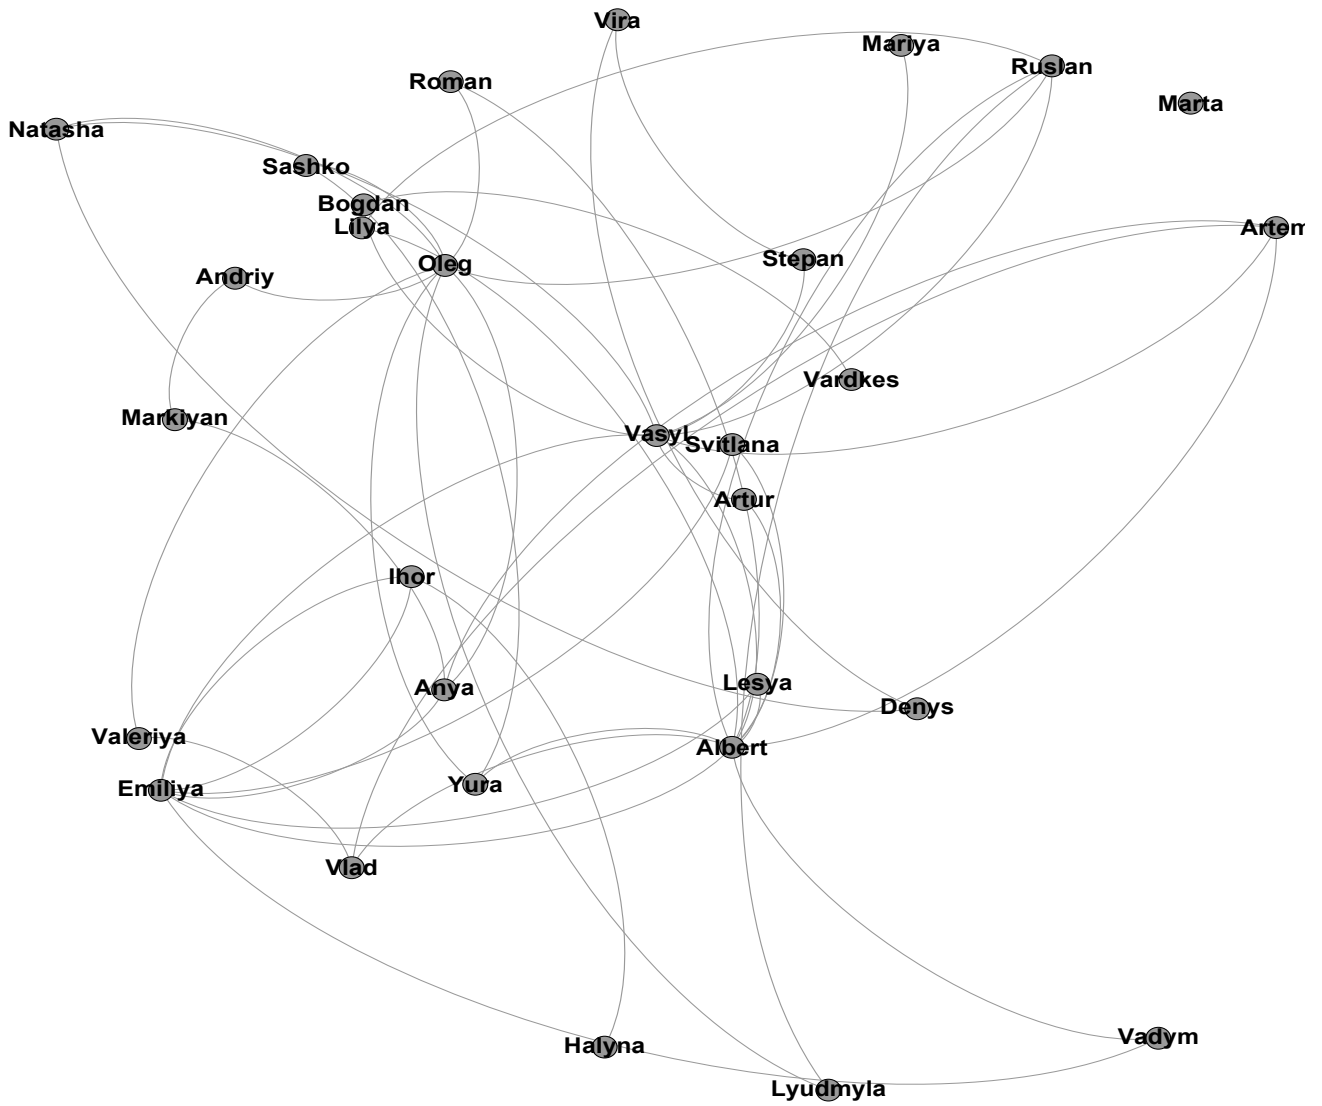 Vira
Mariya
Ruslan
Roman
Marta
Natasha
Sashko
Bogdan
Lilya
Artem
Stepan
Oleg
Andriy
Vardkes
Markiyan
Vasyl
Svitlana
Artur
Ihor
Lesya
Anya
Denys
Valeriya
Albert
Yura
Emiliya
Vlad
Vadym
Halyna
Lyudmyla